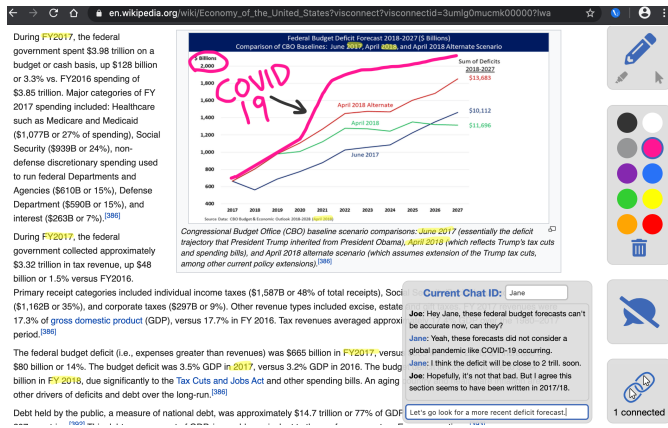 en.wikipedia.org/wiki/Economy_of_the_United_States?visconnect?visconnectid=3umlg0mucmk00000?lwa
During FY2017, the federal
government spent $3.98 trillion on a
budget or cash basis, up $128 billion
or 3.3% vs. FY2016 spending of
$3.85 trillion. Major categories of FY
2017 spending included: Healthcare
such as Medicare and Medicaid
($1,077B or 27% of spending), Social
Security ($939B or 24%), non-
defense discretionary spending used
to run federal Departments and
Agencies ($610B or 15%), Defense
Department ($590B or 15%), and
interest ($263B or 7%).[386]
During FY2017, the federal
government collected approximately
$3.32 trillion in tax revenue, up $48
billion or 1.5% versus FY2016.
Primary receipt categories included individual income taxes ($1,587B or 48% of total receipts), Soci
($1,162B or 35%), and corporate taxes ($297B or 9%). Other revenue types included excise, estate
17.3% of gross domestic product (GDP), versus 17.7% in FY 2016. Tax revenues averaged approxi
period.[386]
The federal budget deficit (i.e., expenses greater than revenues) was $665 billion in FY2017, versus
$80 billion or 14%. The budget deficit was 3.5% GDP in 2017, versus 3.2% GDP in 2016. The budg
billion in FY 2018, due significantly to the Tax Cuts and Jobs Act and other spending bills. An aging
other drivers of deficits and debt over the long-run.[386]
Debt held by the public, a measure of national debt, was approximately $14.7 trillion or 77% of GDP
Federal Budget Deficit Forecast 2018-2027 [$ Billions]
Comparison of CBO Baselines: June 2017, April 2018, and April 2018 Alternate Scenario
$ Billions
2,000
1,800
1,600
1,400
1,200
1,000
800
600
400
COVID
19
Sum of Deficits
2018-2027
$13,683
$10,112
$11,696
April 2018 Alternate
April 2018
June 2017
2017 2018 2019 2020 2021 2022 2023 2024 2025 2026 2027
Source Data: CBO Budget & Economic Outlook 2018-2028 (April 2018)
Congressional Budget Office (CBO) baseline scenario comparisons: June 2017 (essentially the deficit
trajectory that President Trump inherited from President Obama), April 2018 (which reflects Trump's tax cuts
and spending bills), and April 2018 alternate scenario (which assumes extension of the Trump tax cuts,
among other current policy extensions).[386]
Current Chat ID: Jane
Joe: Hey Jane, these federal budget forecasts can't
be accurate now, can they?
Jane: Yeah, these forecasts did not consider a
global pandemic like COVID-19 occurring.
Jane: I think the deficit will be close to 2 trill. soon.
Joe: Hopefully, it's not that bad. But I agree this
section seems to have been written in 2017/18.
Let's go look for a more recent deficit forecast.
1 connected